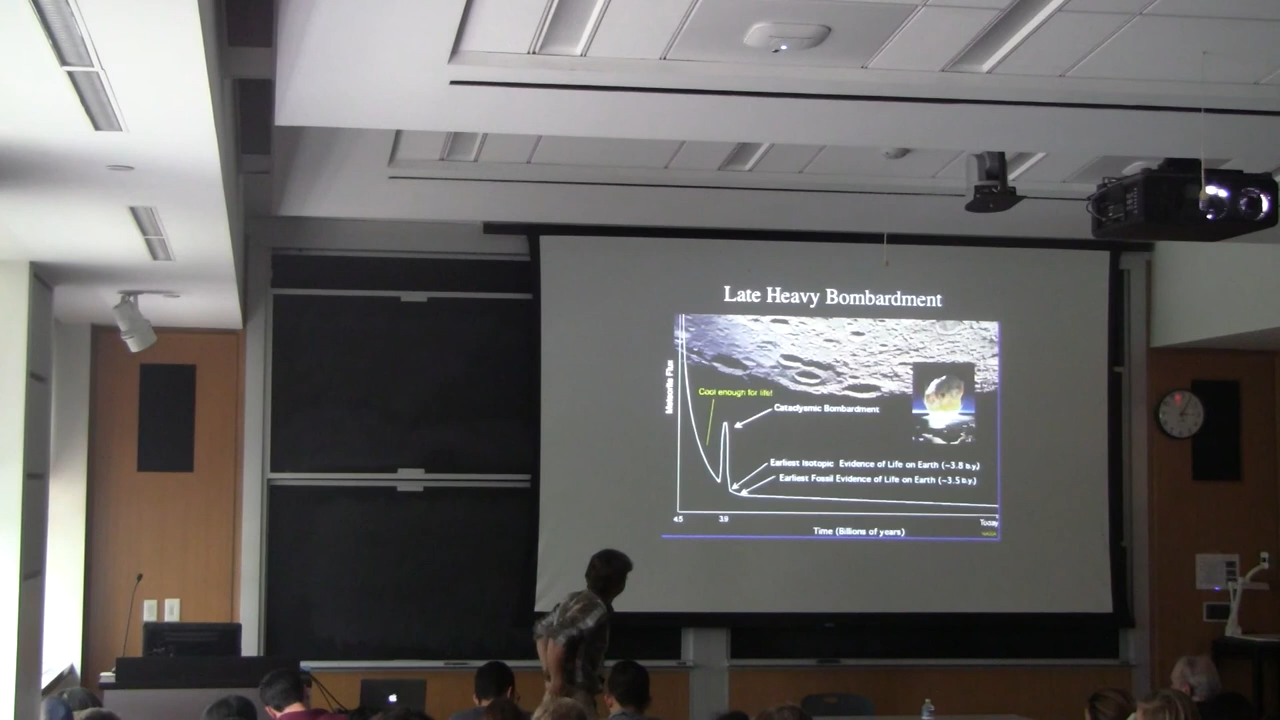 Late Heavy Bombardment
Meteorite Flux
Cool enough for life!
Cataclysmic Bombardment
Earliest Isotopic Evidence of Life on Earth (~3.8 b.y.)
Earliest Fossil Evidence of Life on Earth (~3.5 b.y.)
4.5 3.9 Today
Time (Billions of years)